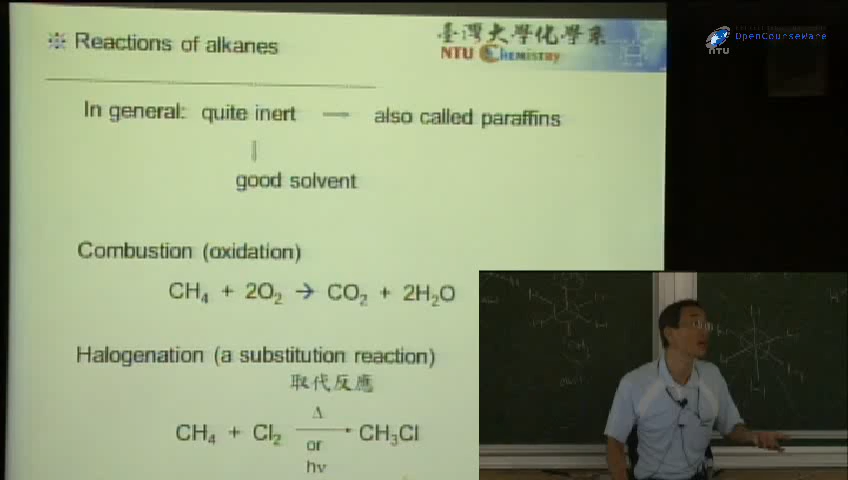 ※ Reactions of alkanes
臺灣大學化學系
NTU CHEMISTRY
NTU OpenCourseWare
In general: quite inert — also called paraffins
good solvent
Combustion (oxidation)
CH₄ + 2O₂ → CO₂ + 2H₂O
Halogenation (a substitution reaction)
取代反應
Δ
CH₄ + Cl₂ → CH₃Cl
or
hν